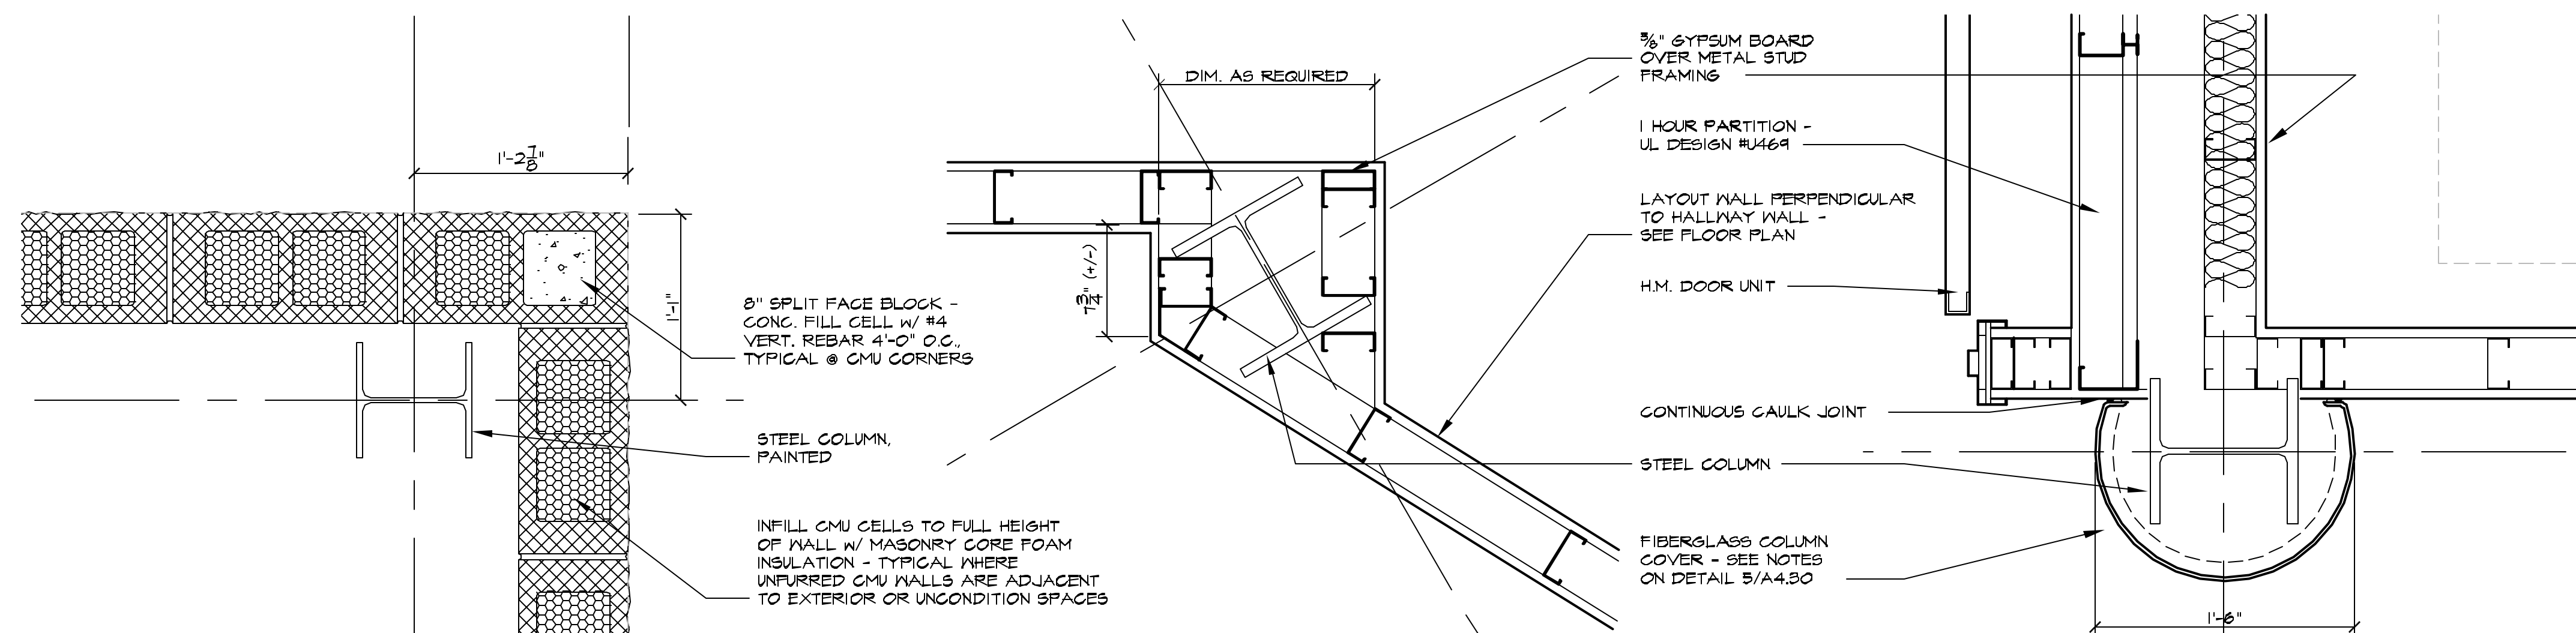 1'-2 7/8"
1'-1"
8" SPLIT FACE BLOCK -
CONC. FILL CELL W/ #4
VERT. REBAR 4'-0" O.C.,
TYPICAL @ CMU CORNERS
STEEL COLUMN,
PAINTED
INFILL CMU CELLS TO FULL HEIGHT
OF WALL W/ MASONRY CORE FOAM
INSULATION - TYPICAL WHERE
UNFURRED CMU WALLS ARE ADJACENT
TO EXTERIOR OR UNCONDITION SPACES
DIM. AS REQUIRED
7 3/4" (+/-)
5/8" GYPSUM BOARD
OVER METAL STUD
FRAMING
1 HOUR PARTITION -
UL DESIGN #U469
LAYOUT WALL PERPENDICULAR
TO HALLWAY WALL -
SEE FLOOR PLAN
H.M. DOOR UNIT
CONTINUOUS CAULK JOINT
STEEL COLUMN
FIBERGLASS COLUMN
COVER - SEE NOTES
ON DETAIL 5/A4.30
1'-6"